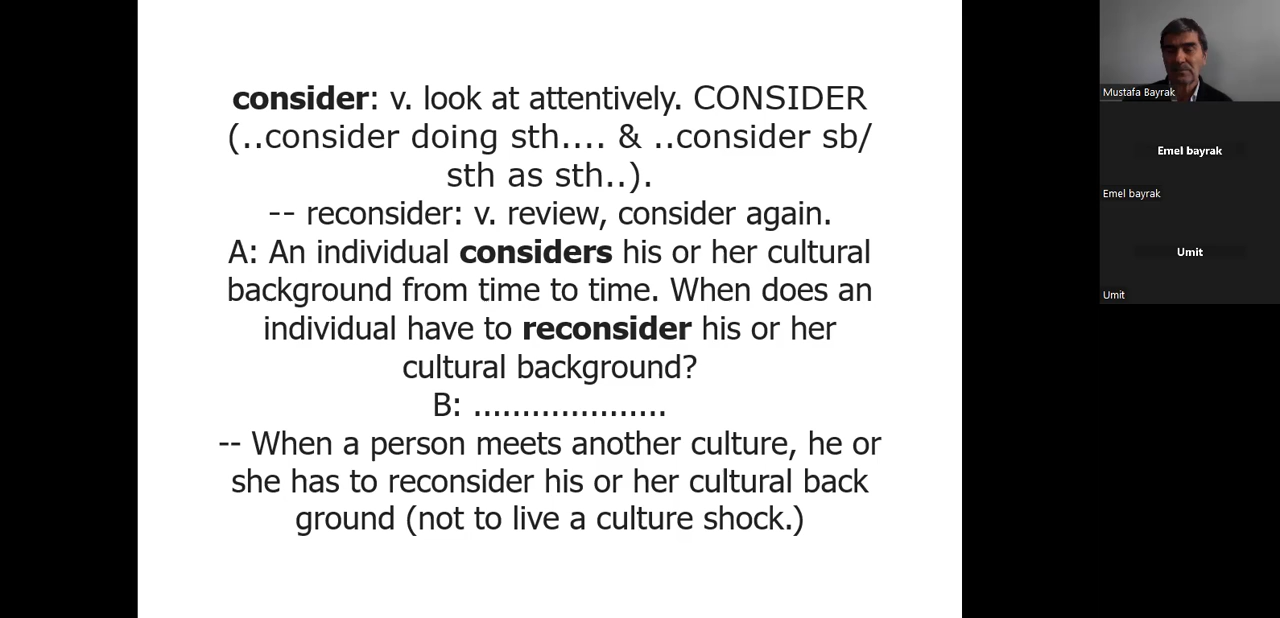 consider: v. look at attentively. CONSIDER
(..consider doing sth.... & ..consider sb/
sth as sth..).
-- reconsider: v. review, consider again.
A: An individual considers his or her cultural
background from time to time. When does an
individual have to reconsider his or her
cultural background?
B: ....................
-- When a person meets another culture, he or
she has to reconsider his or her cultural back
ground (not to live a culture shock.)
Mustafa Bayrak
Emel bayrak
Emel bayrak
Umit
Umit